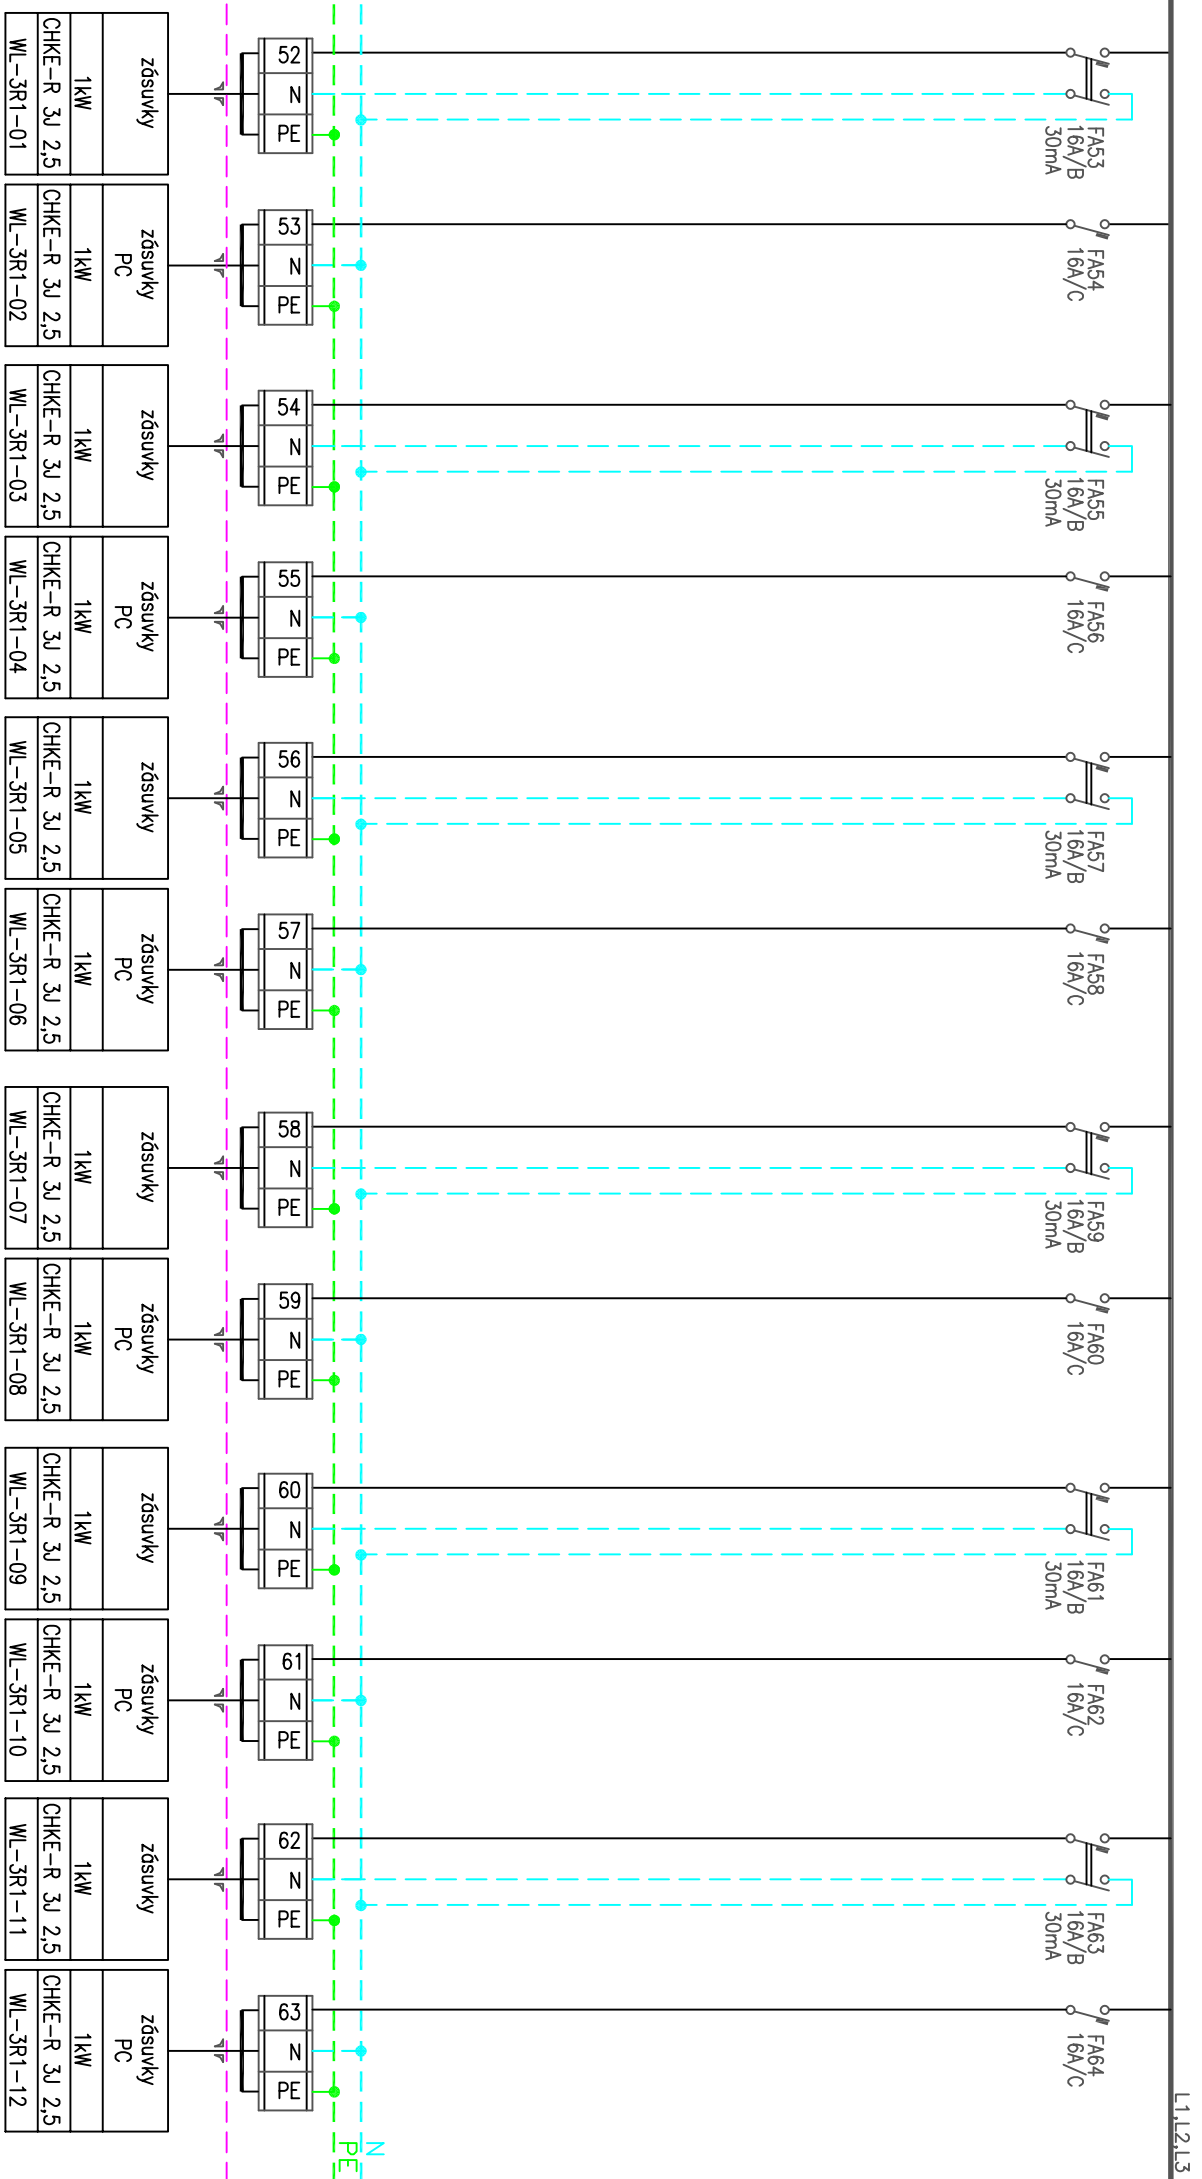 L1,L2,L3
FA53
16A/B
30mA
FA54
16A/C
FA55
16A/B
30mA
FA56
16A/C
FA57
16A/B
30mA
FA58
16A/C
FA59
16A/B
30mA
FA60
16A/C
FA61
16A/B
30mA
FA62
16A/C
FA63
16A/B
30mA
FA64
16A/C
N
PE
52 N PE
53 N PE
54 N PE
55 N PE
56 N PE
57 N PE
58 N PE
59 N PE
60 N PE
61 N PE
62 N PE
63 N PE
zásuvky
1kW
CHKE-R 3J 2,5
WL-3R1-01
zásuvky
PC
1kW
CHKE-R 3J 2,5
WL-3R1-02
zásuvky
1kW
CHKE-R 3J 2,5
WL-3R1-03
zásuvky
PC
1kW
CHKE-R 3J 2,5
WL-3R1-04
zásuvky
1kW
CHKE-R 3J 2,5
WL-3R1-05
zásuvky
PC
1kW
CHKE-R 3J 2,5
WL-3R1-06
zásuvky
1kW
CHKE-R 3J 2,5
WL-3R1-07
zásuvky
PC
1kW
CHKE-R 3J 2,5
WL-3R1-08
zásuvky
1kW
CHKE-R 3J 2,5
WL-3R1-09
zásuvky
PC
1kW
CHKE-R 3J 2,5
WL-3R1-10
zásuvky
1kW
CHKE-R 3J 2,5
WL-3R1-11
zásuvky
PC
1kW
CHKE-R 3J 2,5
WL-3R1-12